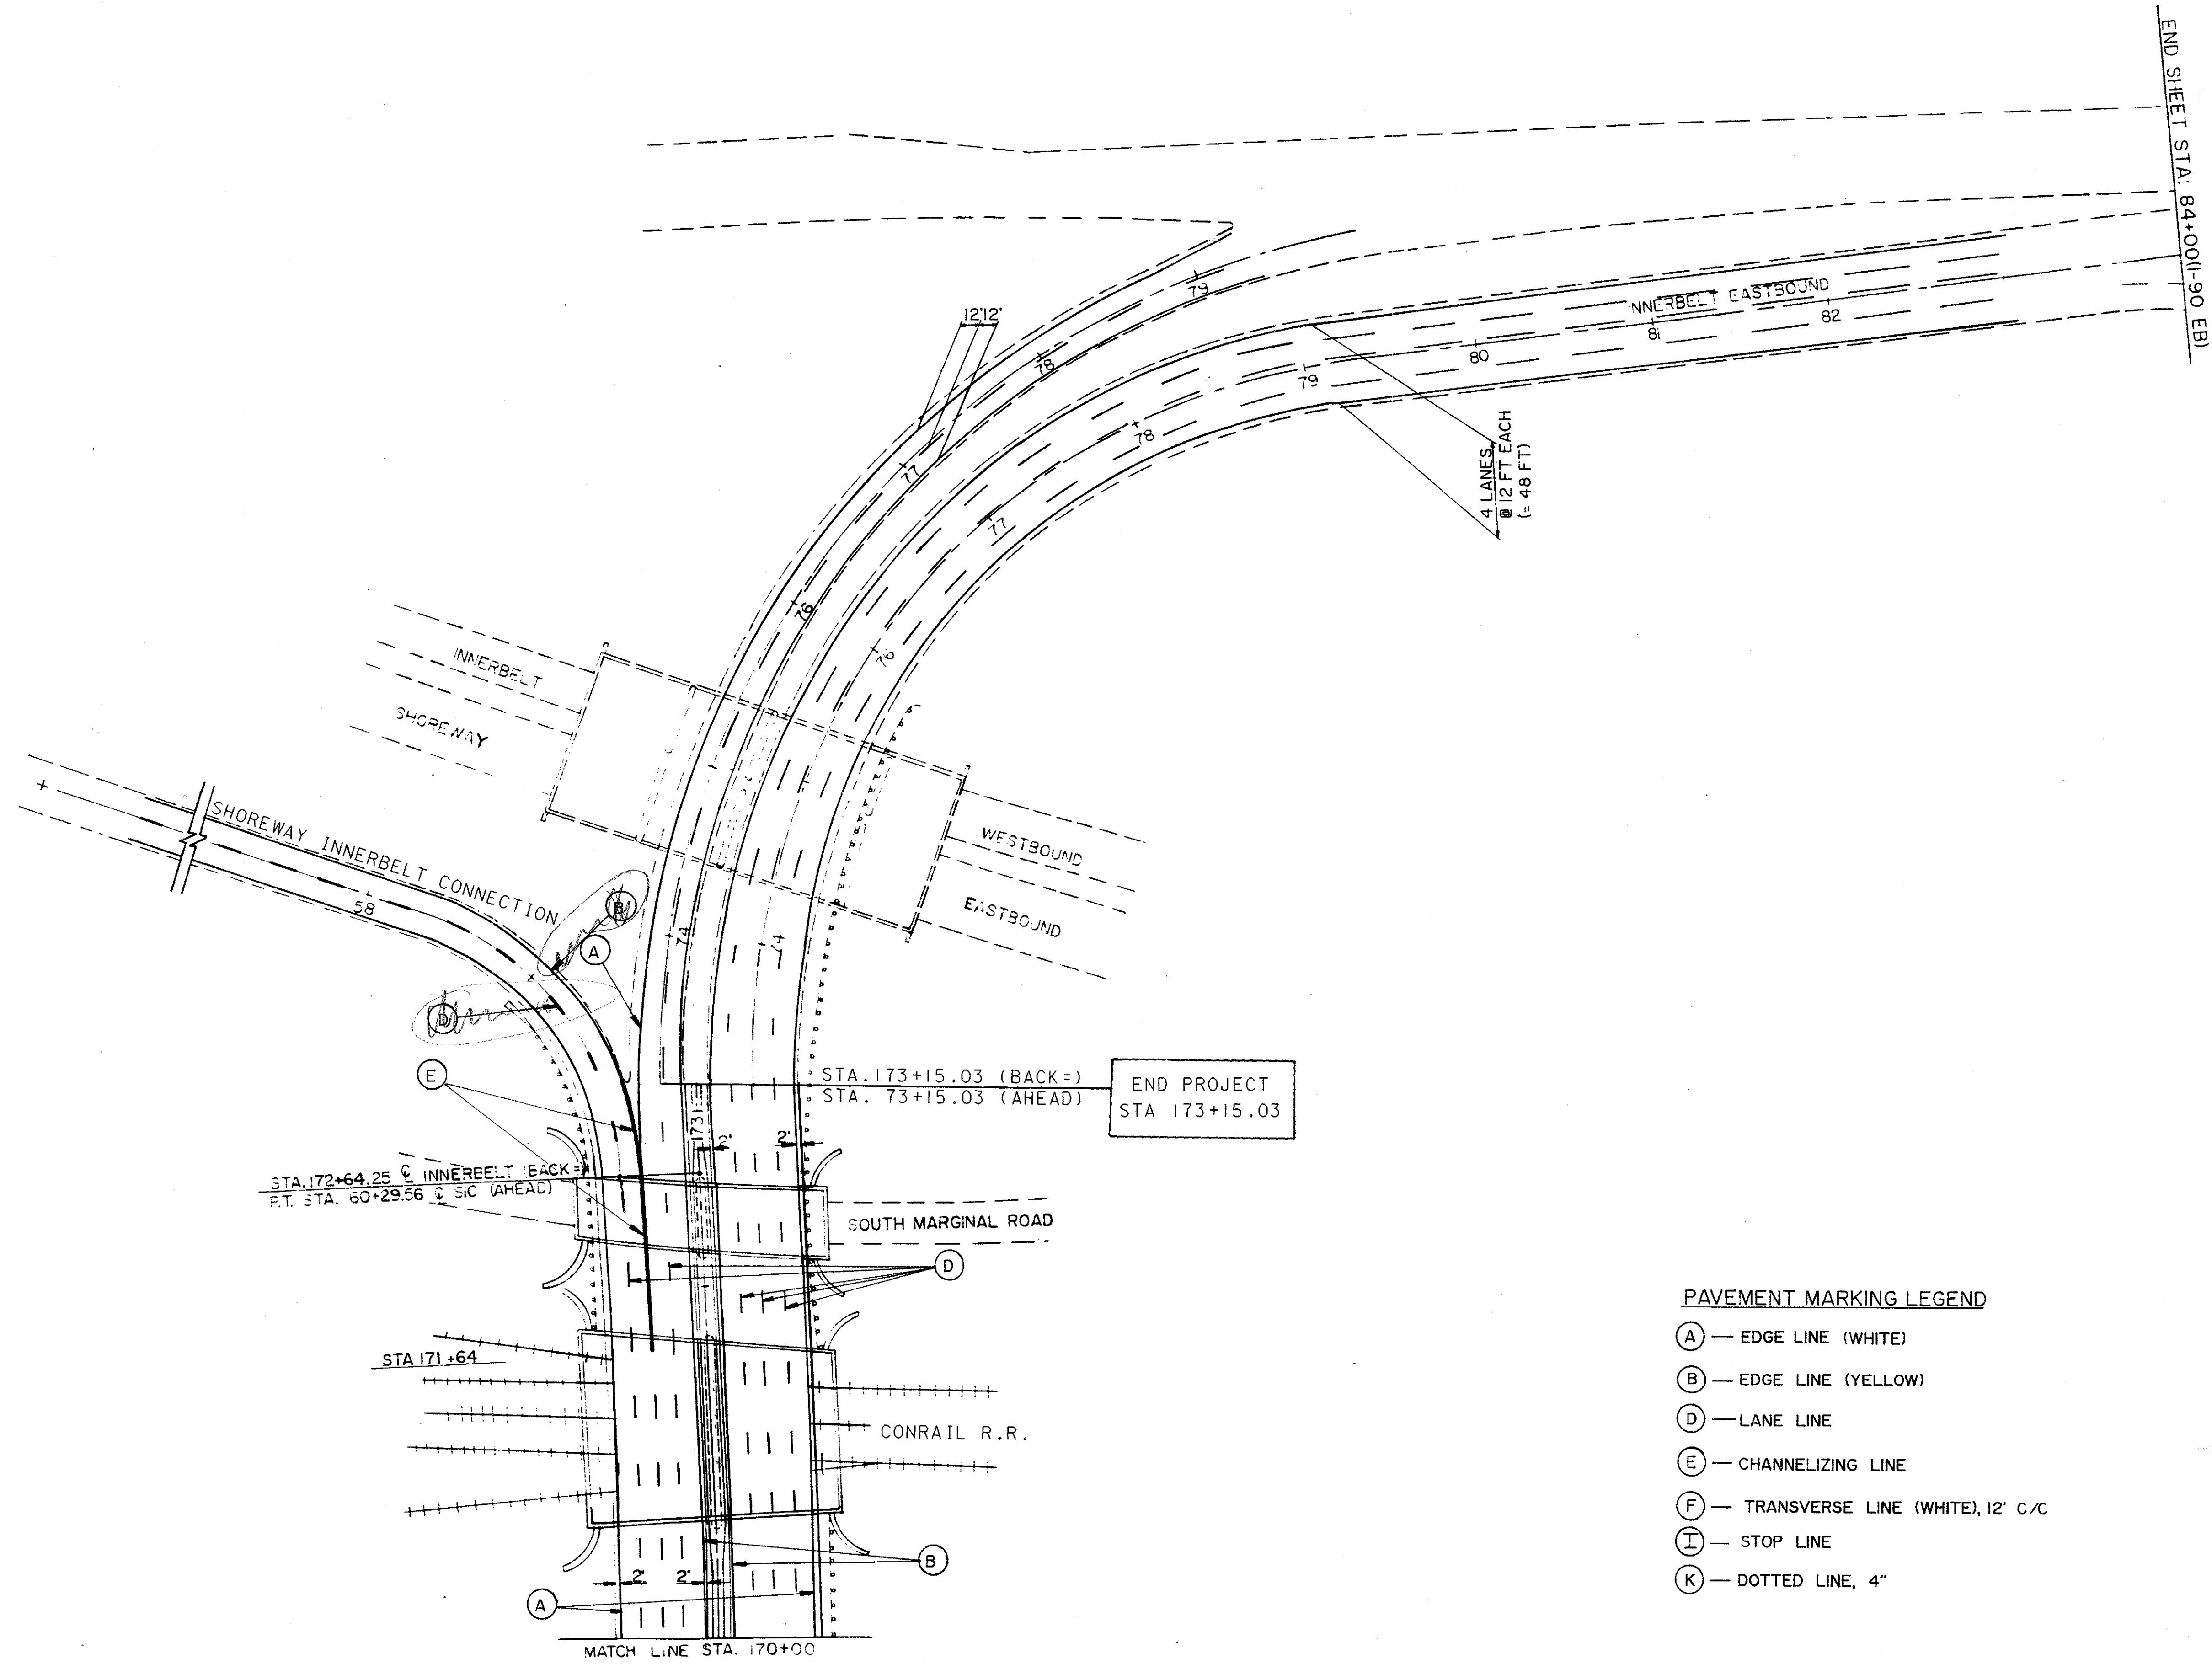 END SHEET STA: 84+00(I-90 EB)
79
12'12'
78
77
76
NNERBELT EASTBOUND
82
81
80
79
78
77
76
4 LANES
@ 12 FT EACH
(= 48 FT)
INNERBELT
SHOREWAY
WESTBOUND
EASTBOUND
SHOREWAY INNERBELT CONNECTION
58
B
A
D
E
74
74
STA.173+15.03 (BACK=)
STA. 73+15.03 (AHEAD)
END PROJECT
STA 173+15.03
173
2'
2'
STA.172+64.25 ℄ INNERBELT (BACK=)
P.T. STA. 60+29.56 ℄ SIC (AHEAD)
SOUTH MARGINAL ROAD
D
STA 171+64
CONRAIL R.R.
B
2'
2'
A
MATCH LINE STA. 170+00
PAVEMENT MARKING LEGEND
A — EDGE LINE (WHITE)
B — EDGE LINE (YELLOW)
D — LANE LINE
E — CHANNELIZING LINE
F — TRANSVERSE LINE (WHITE), 12' C/C
I — STOP LINE
K — DOTTED LINE, 4"